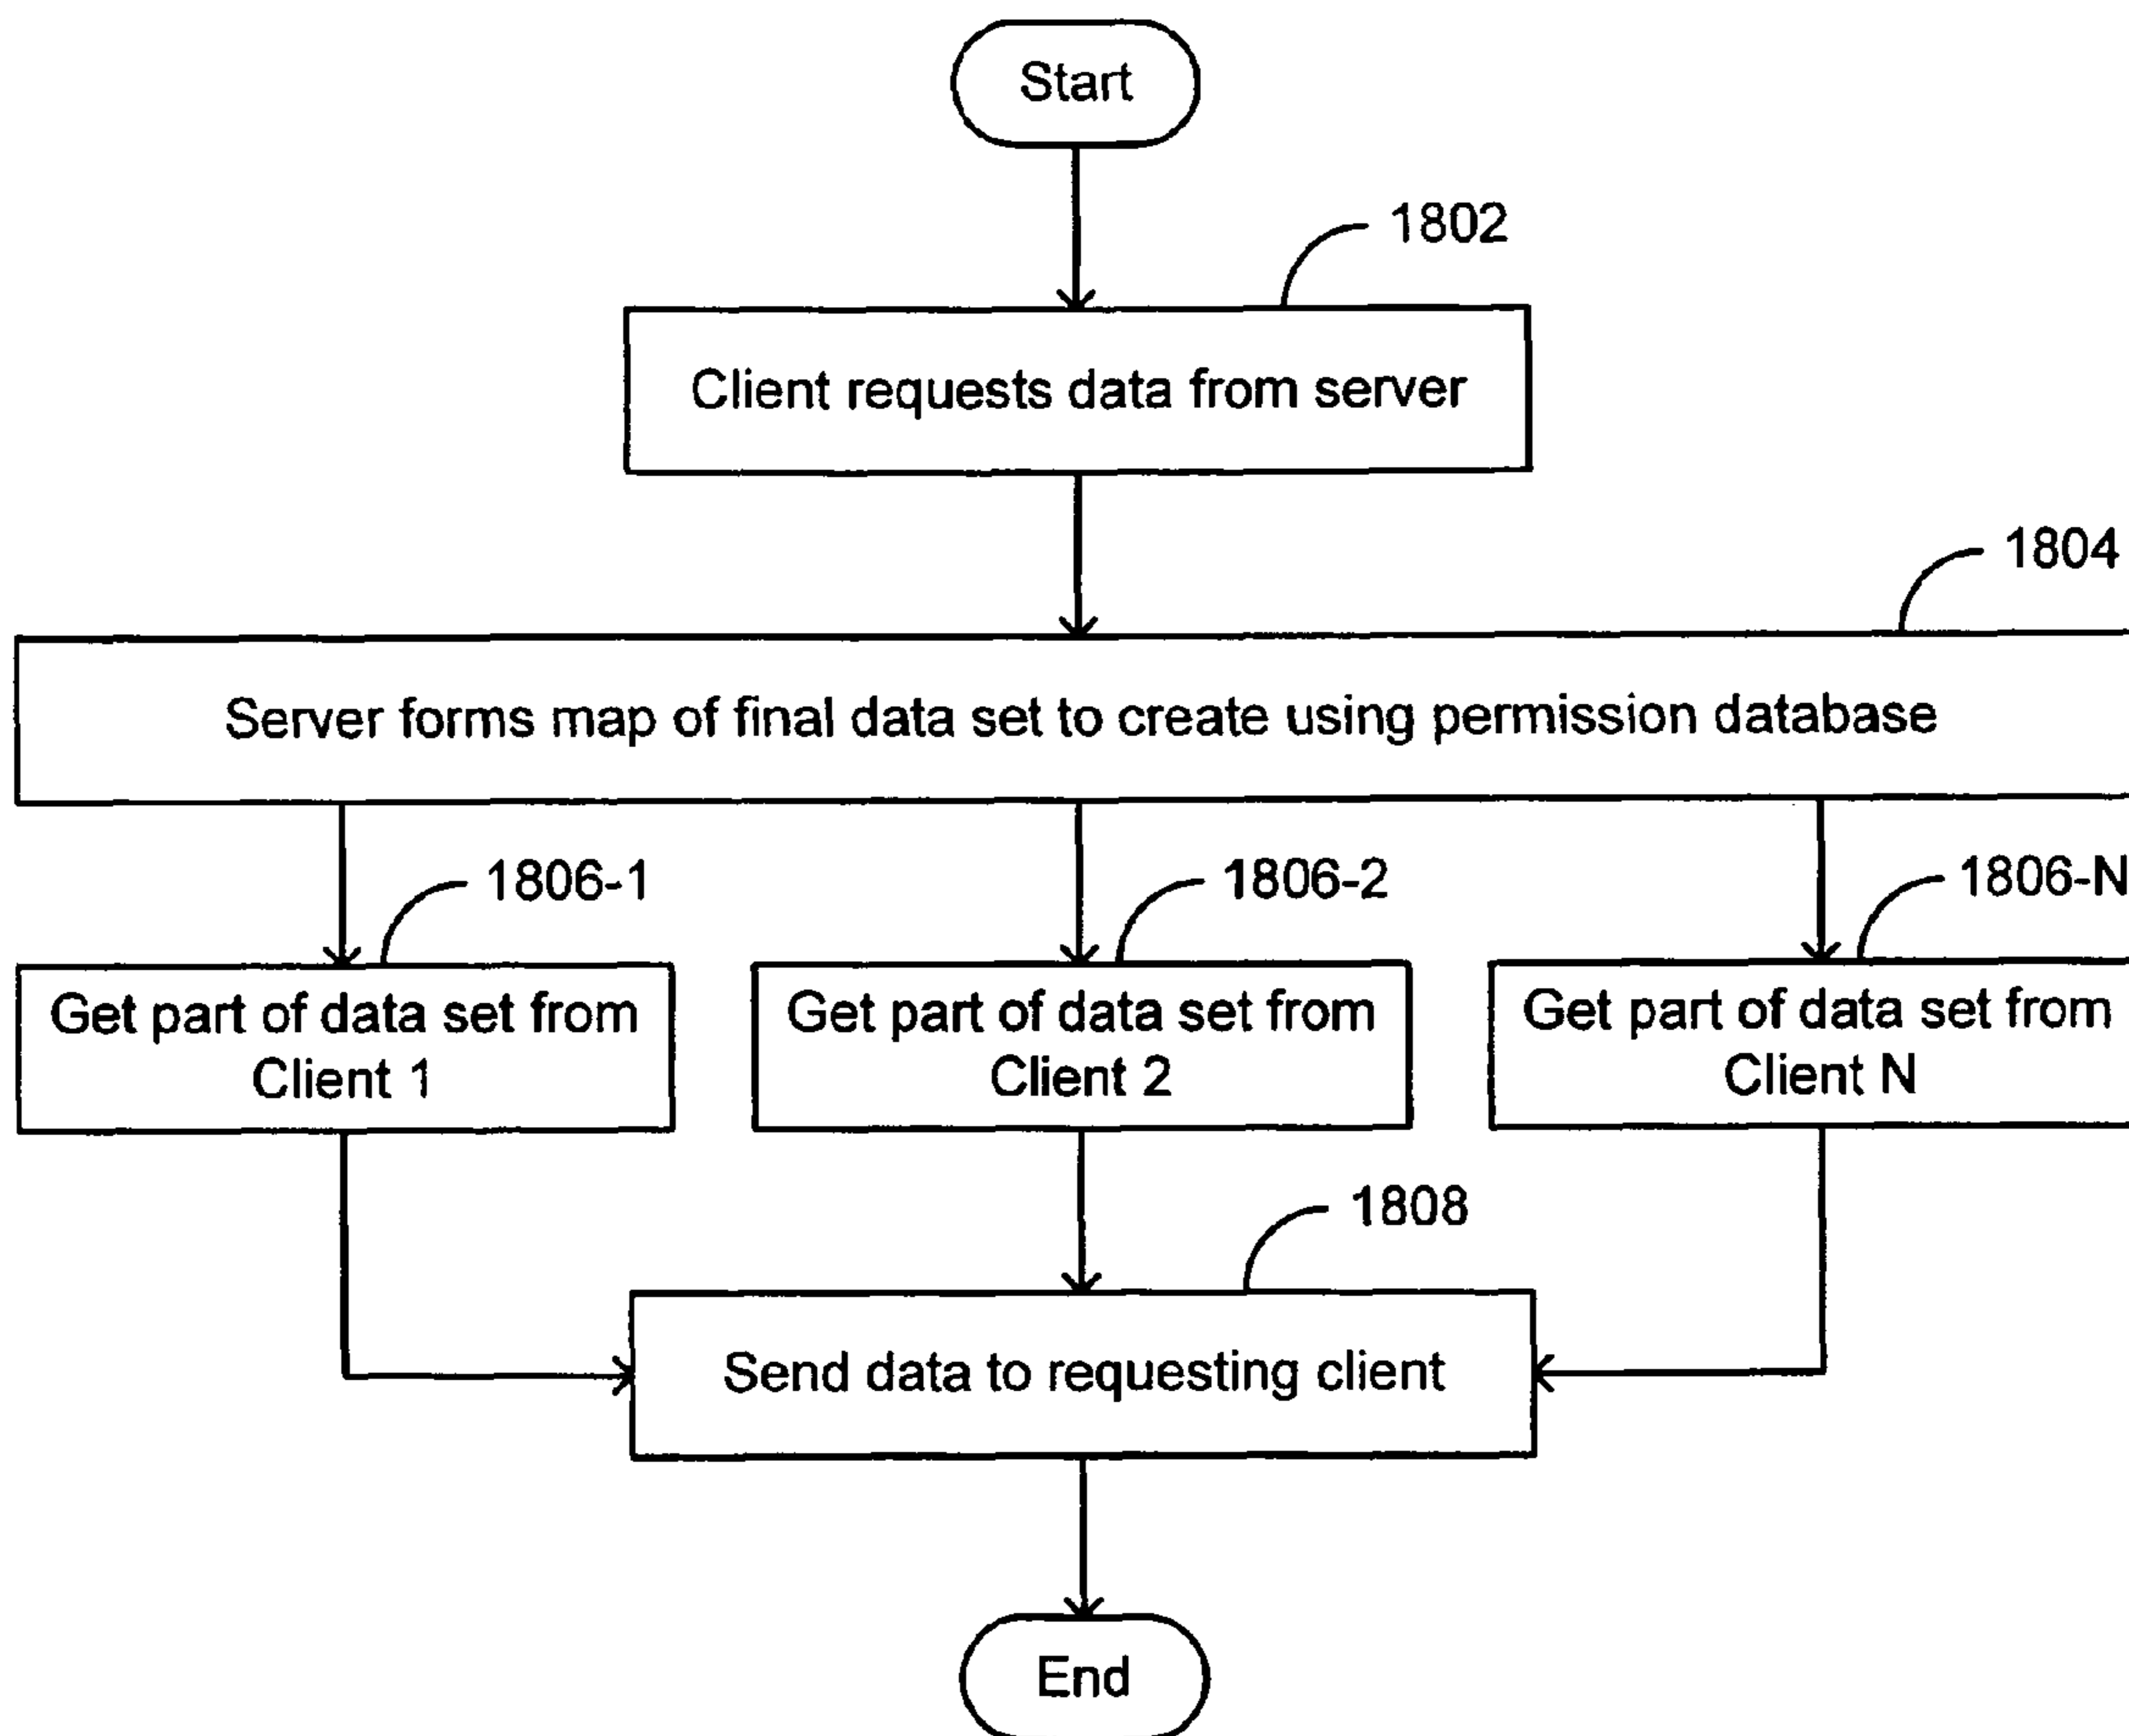 Start
1802
Client requests data from server
1804
Server forms map of final data set to create using permission database
1806-1
1806-2
1806-N
Get part of data set from
Client 1
Get part of data set from
Client 2
Get part of data set from
Client N
1808
Send data to requesting client
End